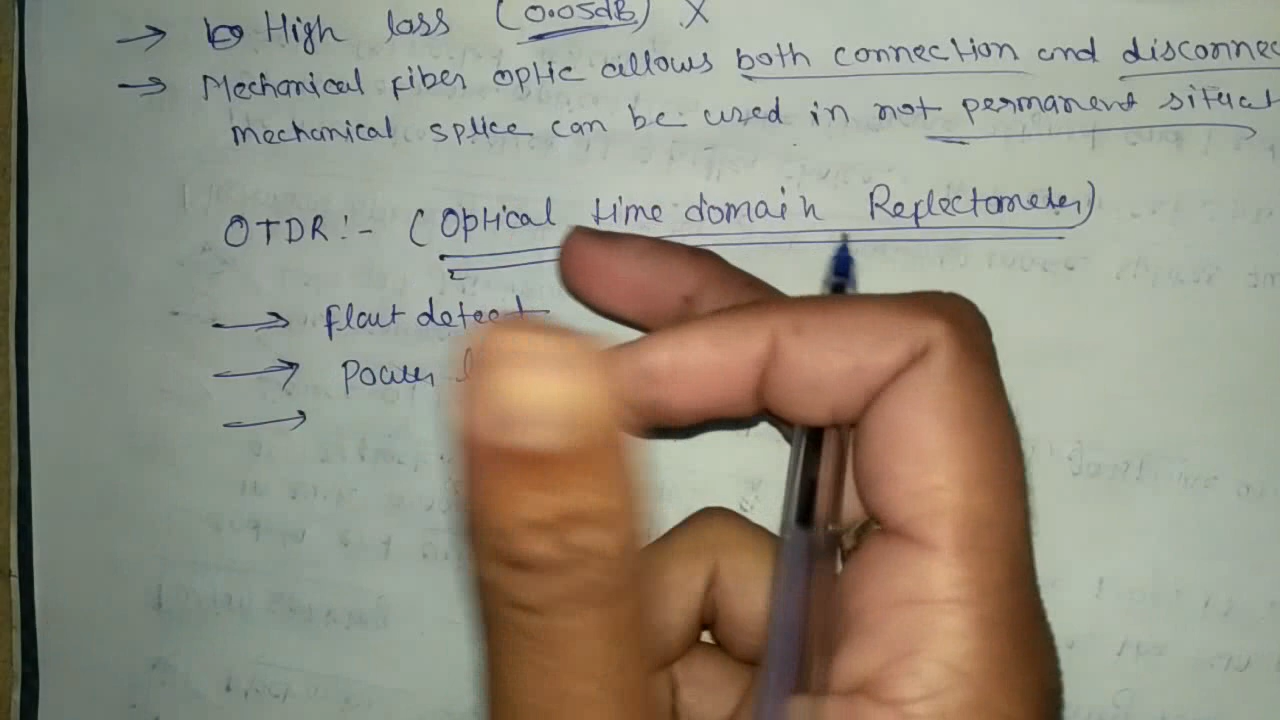 → High loss (0.05dB) X
→ Mechanical fiber optic allows both connection and disconnec
mechanical splice can be used in not permanent situat
OTDR:- (Optical time domain Reflectometer)
→ flaut detect
→ Power
→